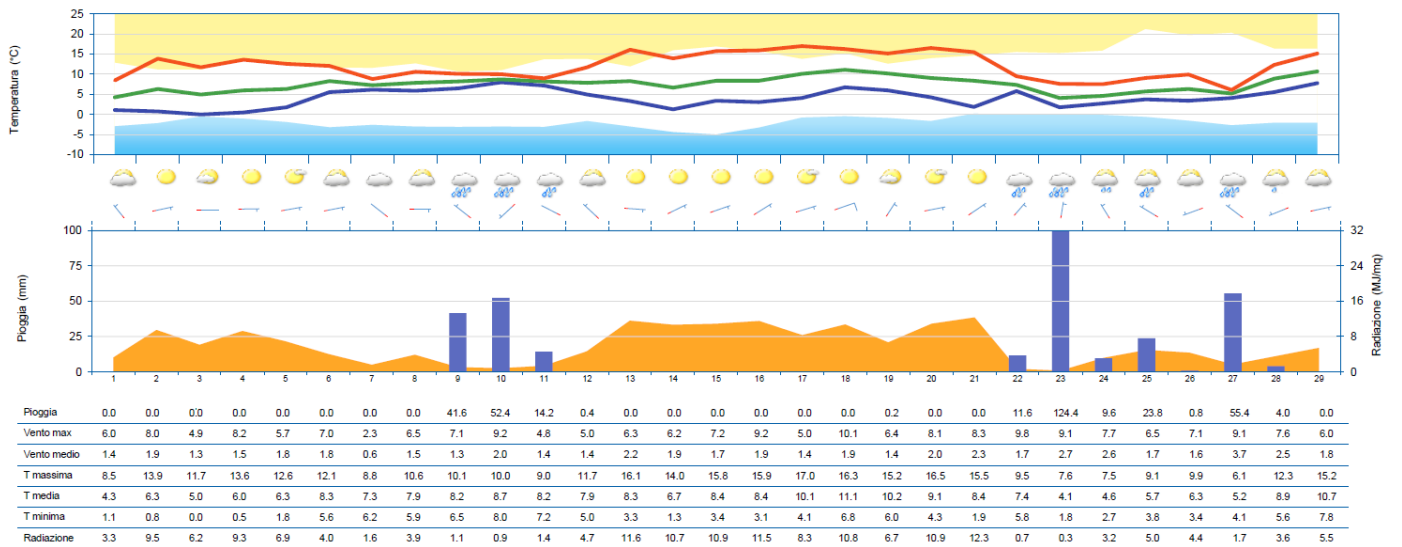 25
20
15
10
5
0
-5
-10
Temperatura (°C)
100
75
50
25
0
Pioggia (mm)
32
24
16
8
0
Radiazione (MJ/mq)
1 2 3 4 5 6 7 8 9 10 11 12 13 14 15 16 17 18 19 20 21 22 23 24 25 26 27 28 29
Pioggia 0.0 0.0 0.0 0.0 0.0 0.0 0.0 0.0 41.6 52.4 14.2 0.4 0.0 0.0 0.0 0.0 0.0 0.0 0.2 0.0 0.0 11.6 124.4 9.6 23.8 0.8 55.4 4.0 0.0
Vento max 6.0 8.0 4.9 8.2 5.7 7.0 2.3 6.5 7.1 9.2 4.8 5.0 6.3 6.2 7.2 9.2 5.0 10.1 6.4 8.1 8.3 9.8 9.1 7.7 6.5 7.1 9.1 7.6 6.0
Vento medio 1.4 1.9 1.3 1.5 1.8 1.8 0.6 1.5 1.3 2.0 1.4 1.4 2.2 1.9 1.7 1.9 1.4 1.9 1.4 2.0 2.3 1.7 2.7 2.6 1.7 1.6 3.7 2.5 1.8
T massima 8.5 13.9 11.7 13.6 12.6 12.1 8.8 10.6 10.1 10.0 9.0 11.7 16.1 14.0 15.8 15.9 17.0 16.3 15.2 16.5 15.5 9.5 7.6 7.5 9.1 9.9 6.1 12.3 15.2
T media 4.3 6.3 5.0 6.0 6.3 8.3 7.3 7.9 8.2 8.7 8.2 7.9 8.3 6.7 8.4 8.4 10.1 11.1 10.2 9.1 8.4 7.4 4.1 4.6 5.7 6.3 5.2 8.9 10.7
T minima 1.1 0.8 0.0 0.5 1.8 5.6 6.2 5.9 6.5 8.0 7.2 5.0 3.3 1.3 3.4 3.1 4.1 6.8 6.0 4.3 1.9 5.8 1.8 2.7 3.8 3.4 4.1 5.6 7.8
Radiazione 3.3 9.5 6.2 9.3 6.9 4.0 1.6 3.9 1.1 0.9 1.4 4.7 11.6 10.7 10.9 11.5 8.3 10.8 6.7 10.9 12.3 0.7 0.3 3.2 5.0 4.4 1.7 3.6 5.5